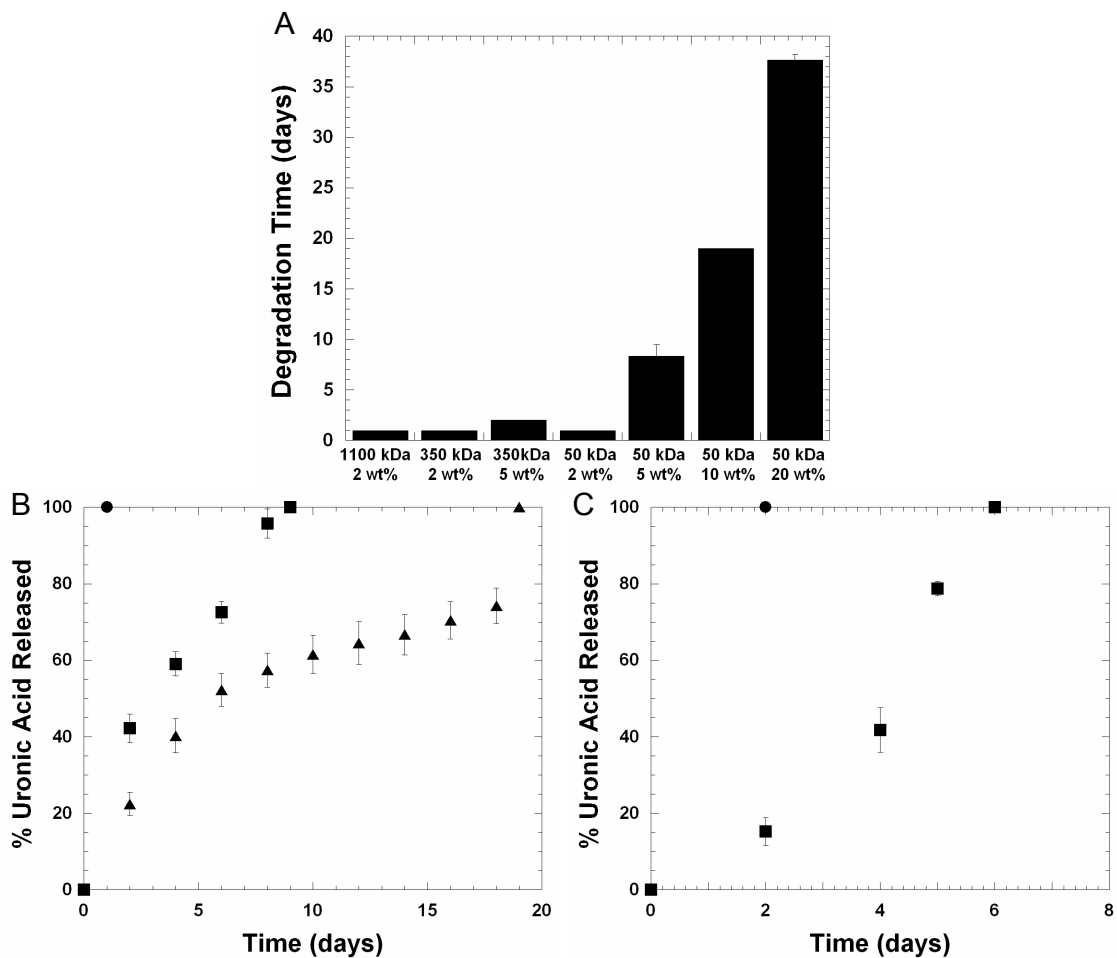 A
Degradation Time (days)
40
35
30
25
20
15
10
5
0
1100 kDa 350 kDa 350kDa 50 kDa 50 kDa 50 kDa 50 kDa
2 wt% 2 wt% 5 wt% 2 wt% 5 wt% 10 wt% 20 wt%
B
% Uronic Acid Released
100
80
60
40
20
0
0 5 10 15 20
Time (days)
C
% Uronic Acid Released
100
80
60
40
20
0
0 2 4 6 8
Time (days)